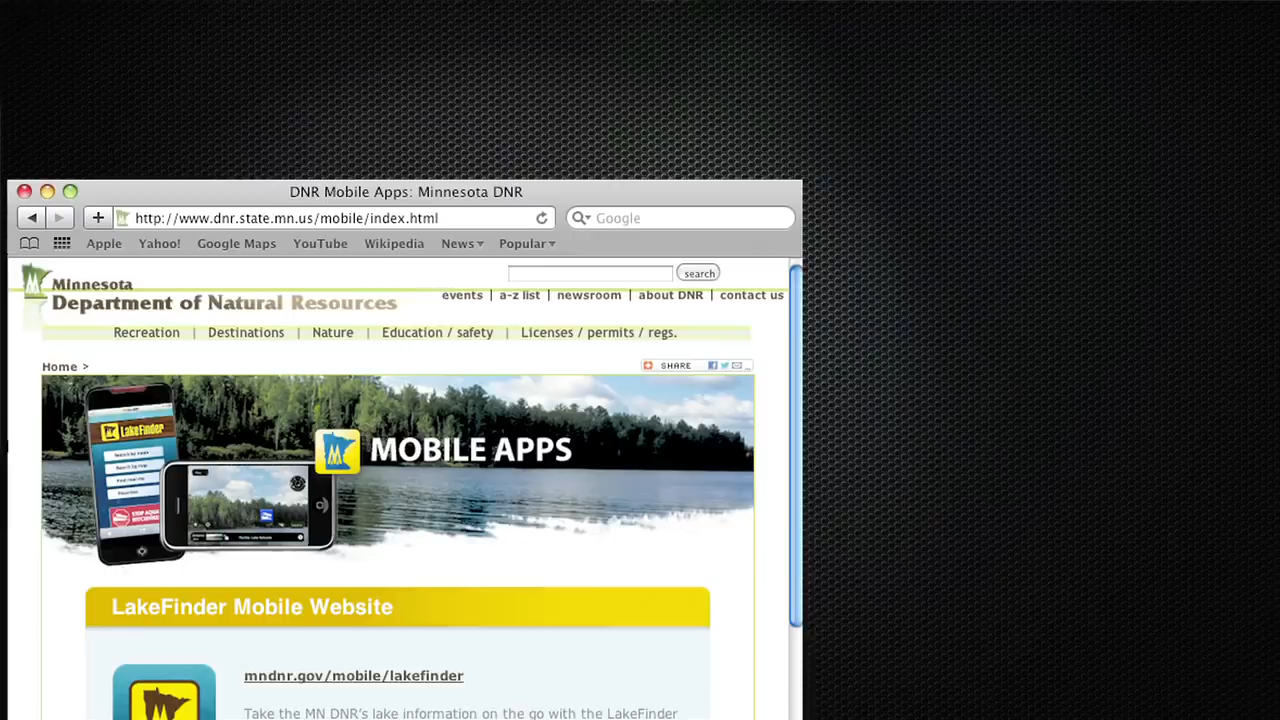 DNR Mobile Apps: Minnesota DNR
http://www.dnr.state.mn.us/mobile/index.html
Google
Apple Yahoo! Google Maps YouTube Wikipedia News Popular
Minnesota
Department of Natural Resources
search
events | a-z list | newsroom | about DNR | contact us
Recreation | Destinations | Nature | Education / safety | Licenses / permits / regs.
Home >
SHARE
LakeFinder
MOBILE APPS
LakeFinder Mobile Website
mndnr.gov/mobile/lakefinder
Take the MN DNR's lake information on the go with the LakeFinder